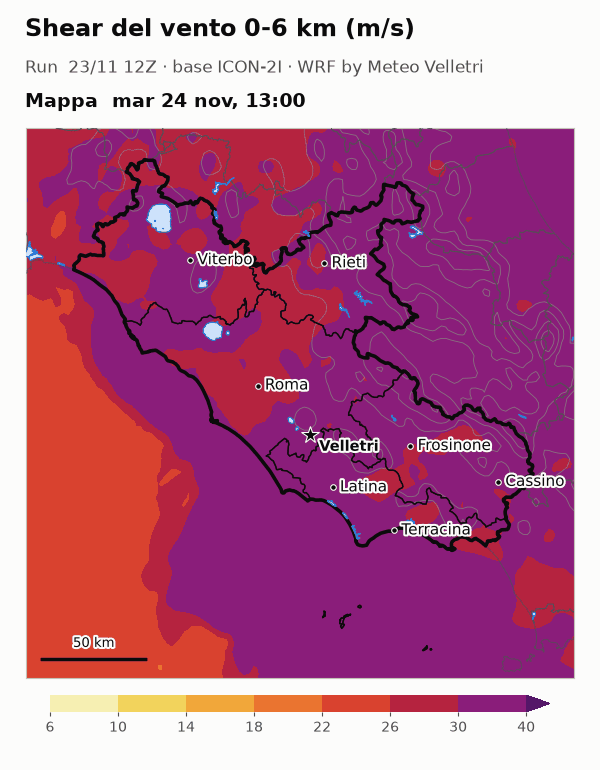 Shear del vento 0-6 km (m/s)
Run 23/11 12Z · base ICON-2I · WRF by Meteo Velletri
Mappa mar 24 nov, 13:00
Viterbo
Rieti
Roma
Velletri
Frosinone
Latina
Cassino
Terracina
50 km
6 10 14 18 22 26 30 40